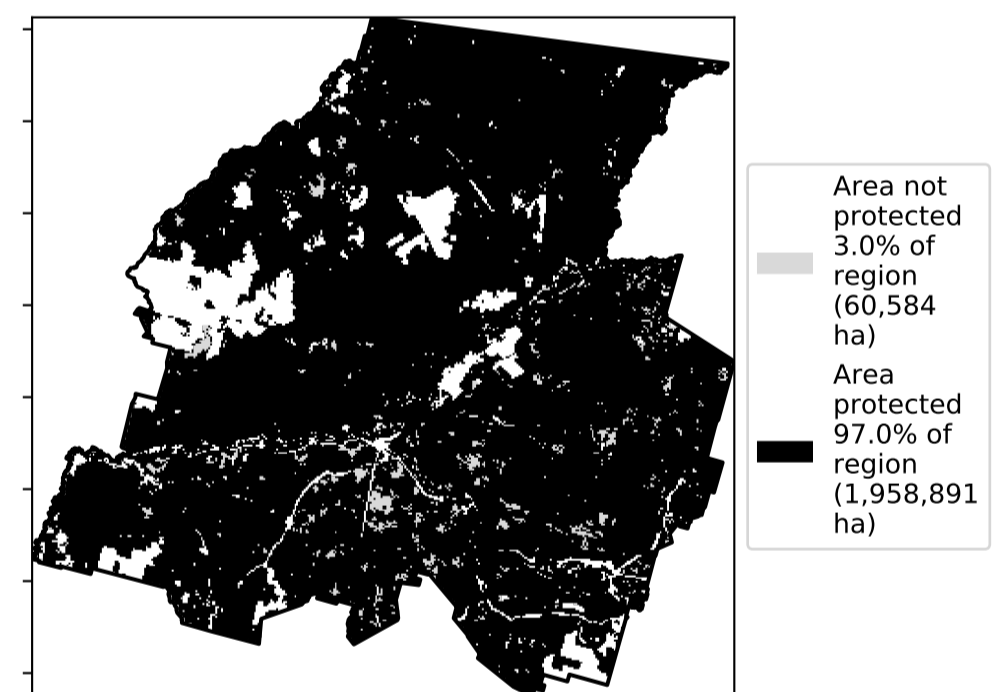 Area not
protected
3.0% of
region
(60,584
ha)
Area
protected
97.0% of
region
(1,958,891
ha)